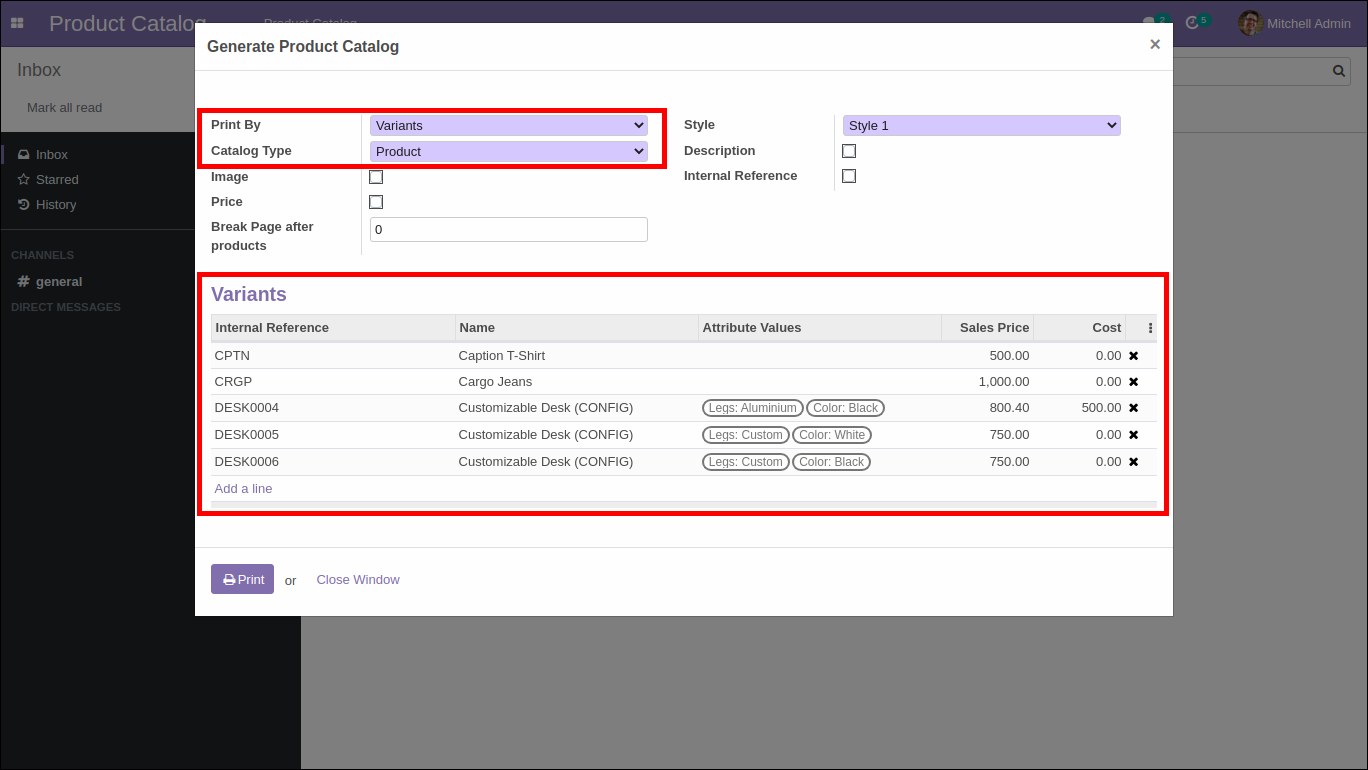 Product Catalog
Product Catalog
2
5
Mitchell Admin
Generate Product Catalog
×
Inbox
Mark all read
Inbox
Starred
History
CHANNELS
# general
DIRECT MESSAGES
Print By Variants
Catalog Type Product
Image
Price
Break Page after
products
0
Style Style 1
Description
Internal Reference
Variants
Internal Reference Name Attribute Values Sales Price Cost
CPTN Caption T-Shirt 500.00 0.00
CRGP Cargo Jeans 1,000.00 0.00
DESK0004 Customizable Desk (CONFIG) Legs: Aluminium Color: Black 800.40 500.00
DESK0005 Customizable Desk (CONFIG) Legs: Custom Color: White 750.00 0.00
DESK0006 Customizable Desk (CONFIG) Legs: Custom Color: Black 750.00 0.00
Add a line
Print or Close Window